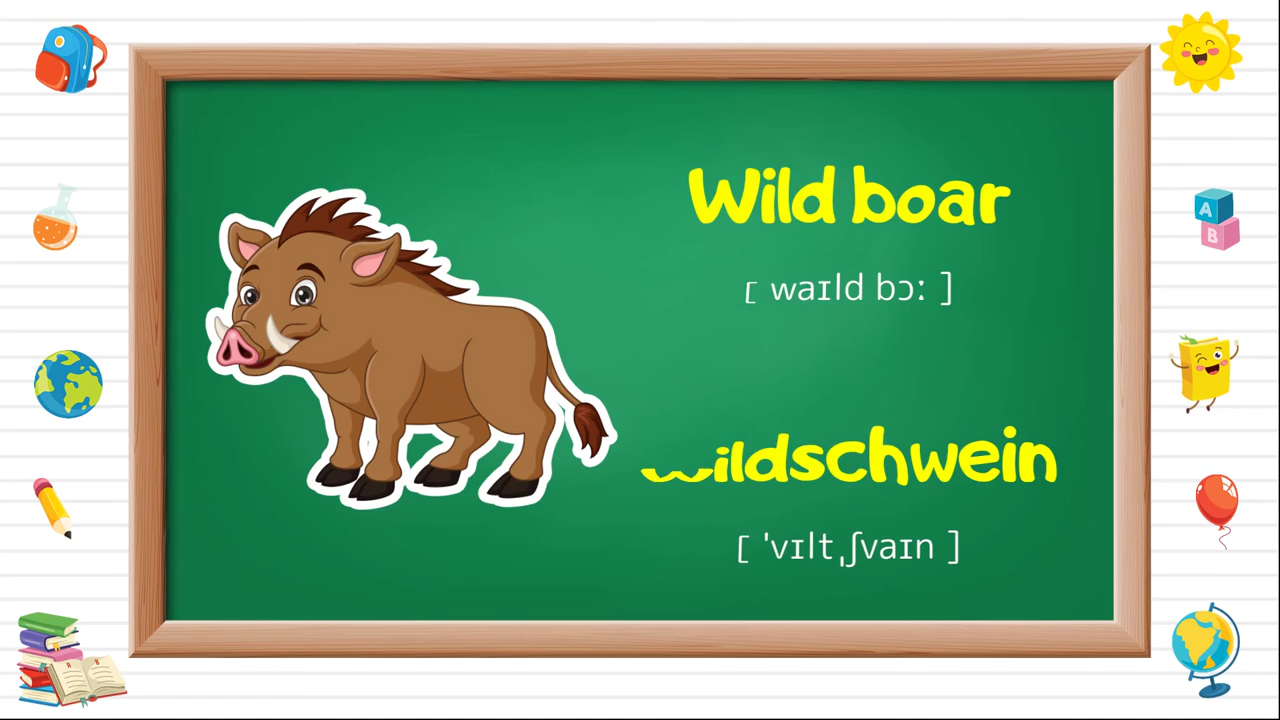 Wild boar
[ waɪld bɔː ]
wildschwein
[ ˈvɪltˌʃvaɪn ]
A
B